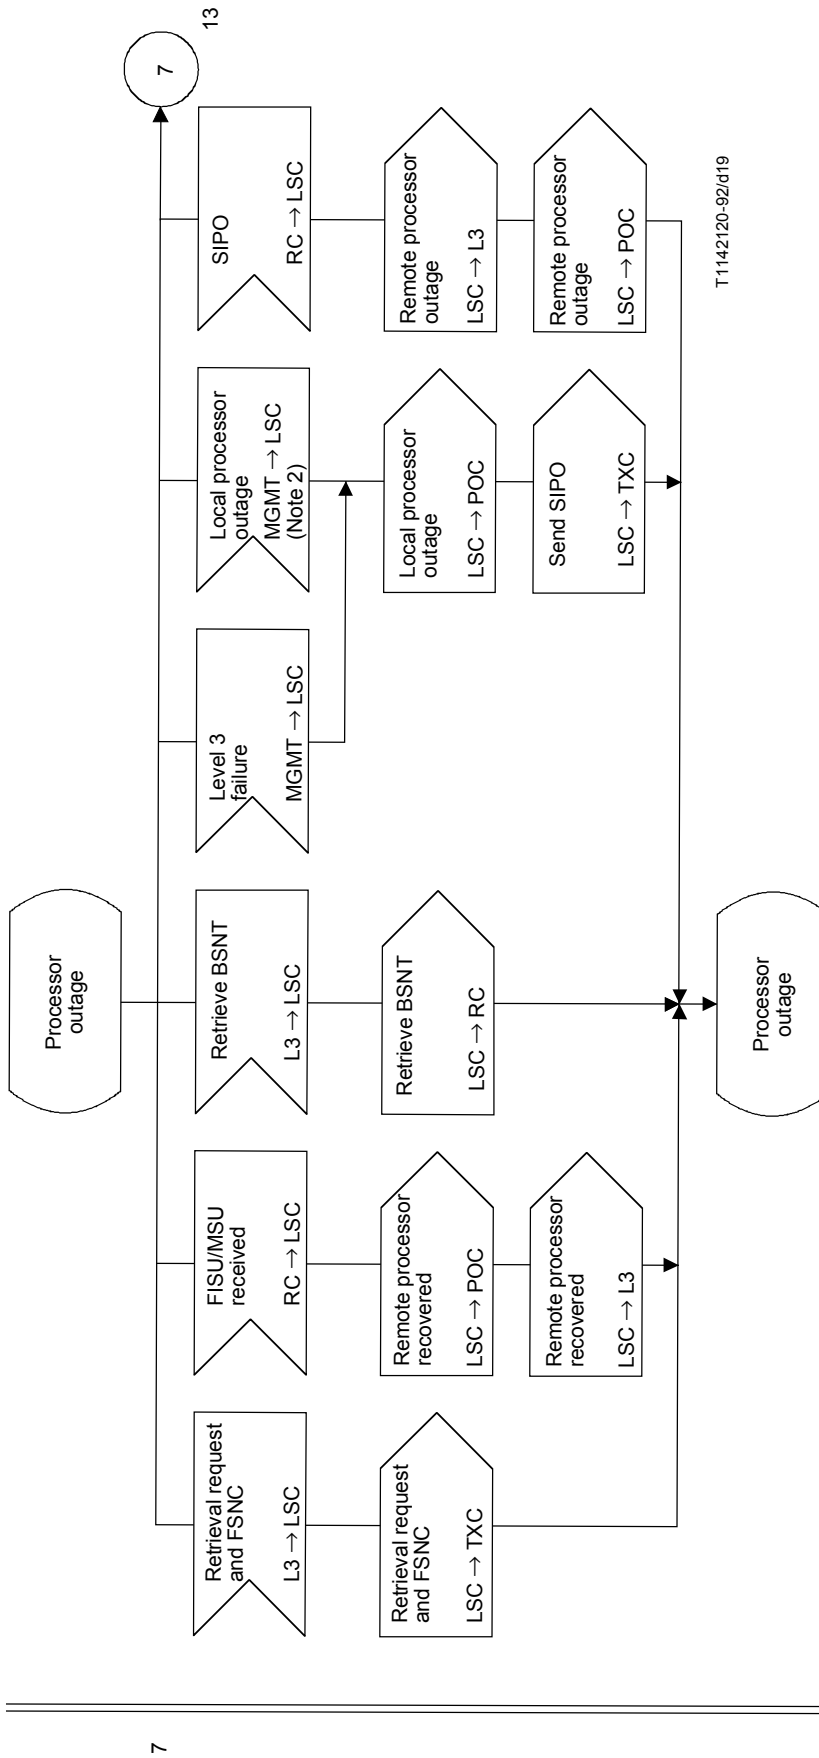 Processor
outage
7
13
Retrieval request
and FSNC
L3 → LSC
FISU/MSU
received
RC → LSC
Retrieve BSNT
L3 → LSC
Level 3
failure
MGMT → LSC
Local processor
outage
MGMT → LSC
(Note 2)
SIPO
RC → LSC
Retrieval request
and FSNC
LSC → TXC
Remote processor
recovered
LSC → POC
Retrieve BSNT
LSC → RC
Local processor
outage
LSC → POC
Remote processor
outage
LSC → L3
Remote processor
recovered
LSC → L3
Send SIPO
LSC → TXC
Remote processor
outage
LSC → POC
Processor
outage
T1142120-92/d19
7